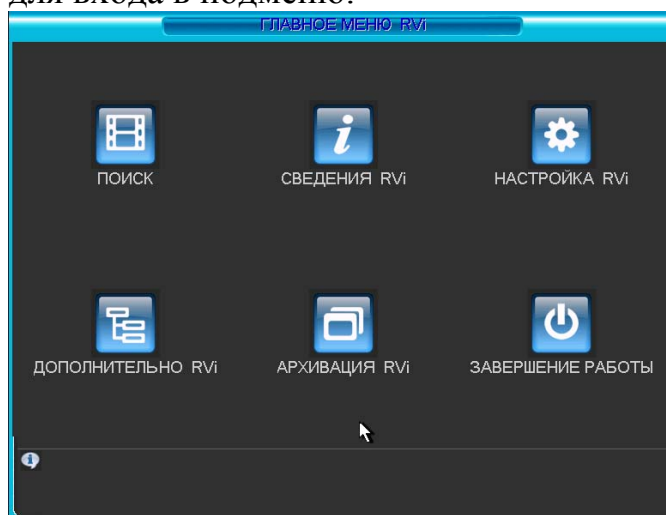 для входа в подменю:
ГЛАВНОЕ МЕНЮ RVi
ПОИСК
СВЕДЕНИЯ RVi
НАСТРОЙКА RVi
ДОПОЛНИТЕЛЬНО RVi
АРХИВАЦИЯ RVi
ЗАВЕРШЕНИЕ РАБОТЫ